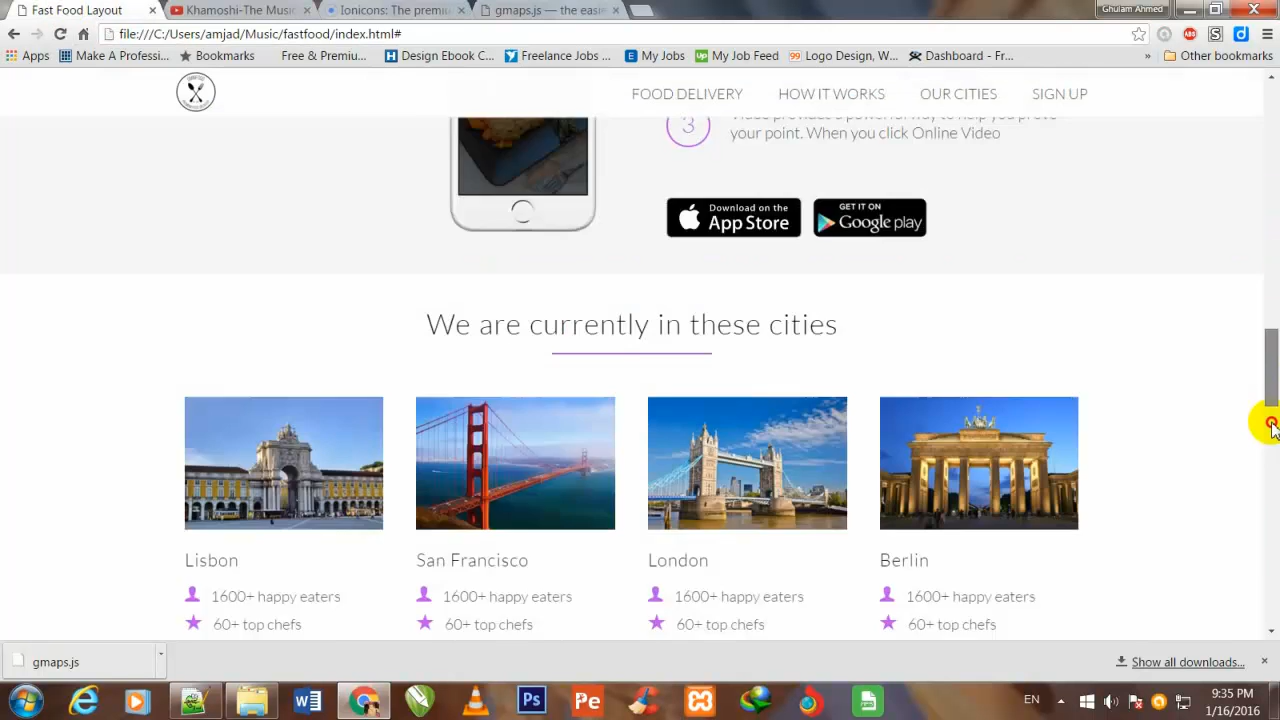 Fast Food Layout
Khamoshi-The Music
Ionicons: The premiu
gmaps.js — the easi
Ghulam Ahmed
file:///C:/Users/amjad/Music/fastfood/index.html#
Apps
Make A Professi...
Bookmarks
Free & Premiu...
Design Ebook C...
Freelance Jobs ...
My Jobs
My Job Feed
Logo Design, W...
Dashboard - Fr...
»
Other bookmarks
FOOD DELIVERY
HOW IT WORKS
OUR CITIES
SIGN UP
3
your point. When you click Online Video
Download on the
App Store
GET IT ON
Google play
We are currently in these cities
Lisbon
San Francisco
London
Berlin
1600+ happy eaters
1600+ happy eaters
1600+ happy eaters
1600+ happy eaters
60+ top chefs
60+ top chefs
60+ top chefs
60+ top chefs
gmaps.js
Show all downloads...
EN
9:35 PM
1/16/2016